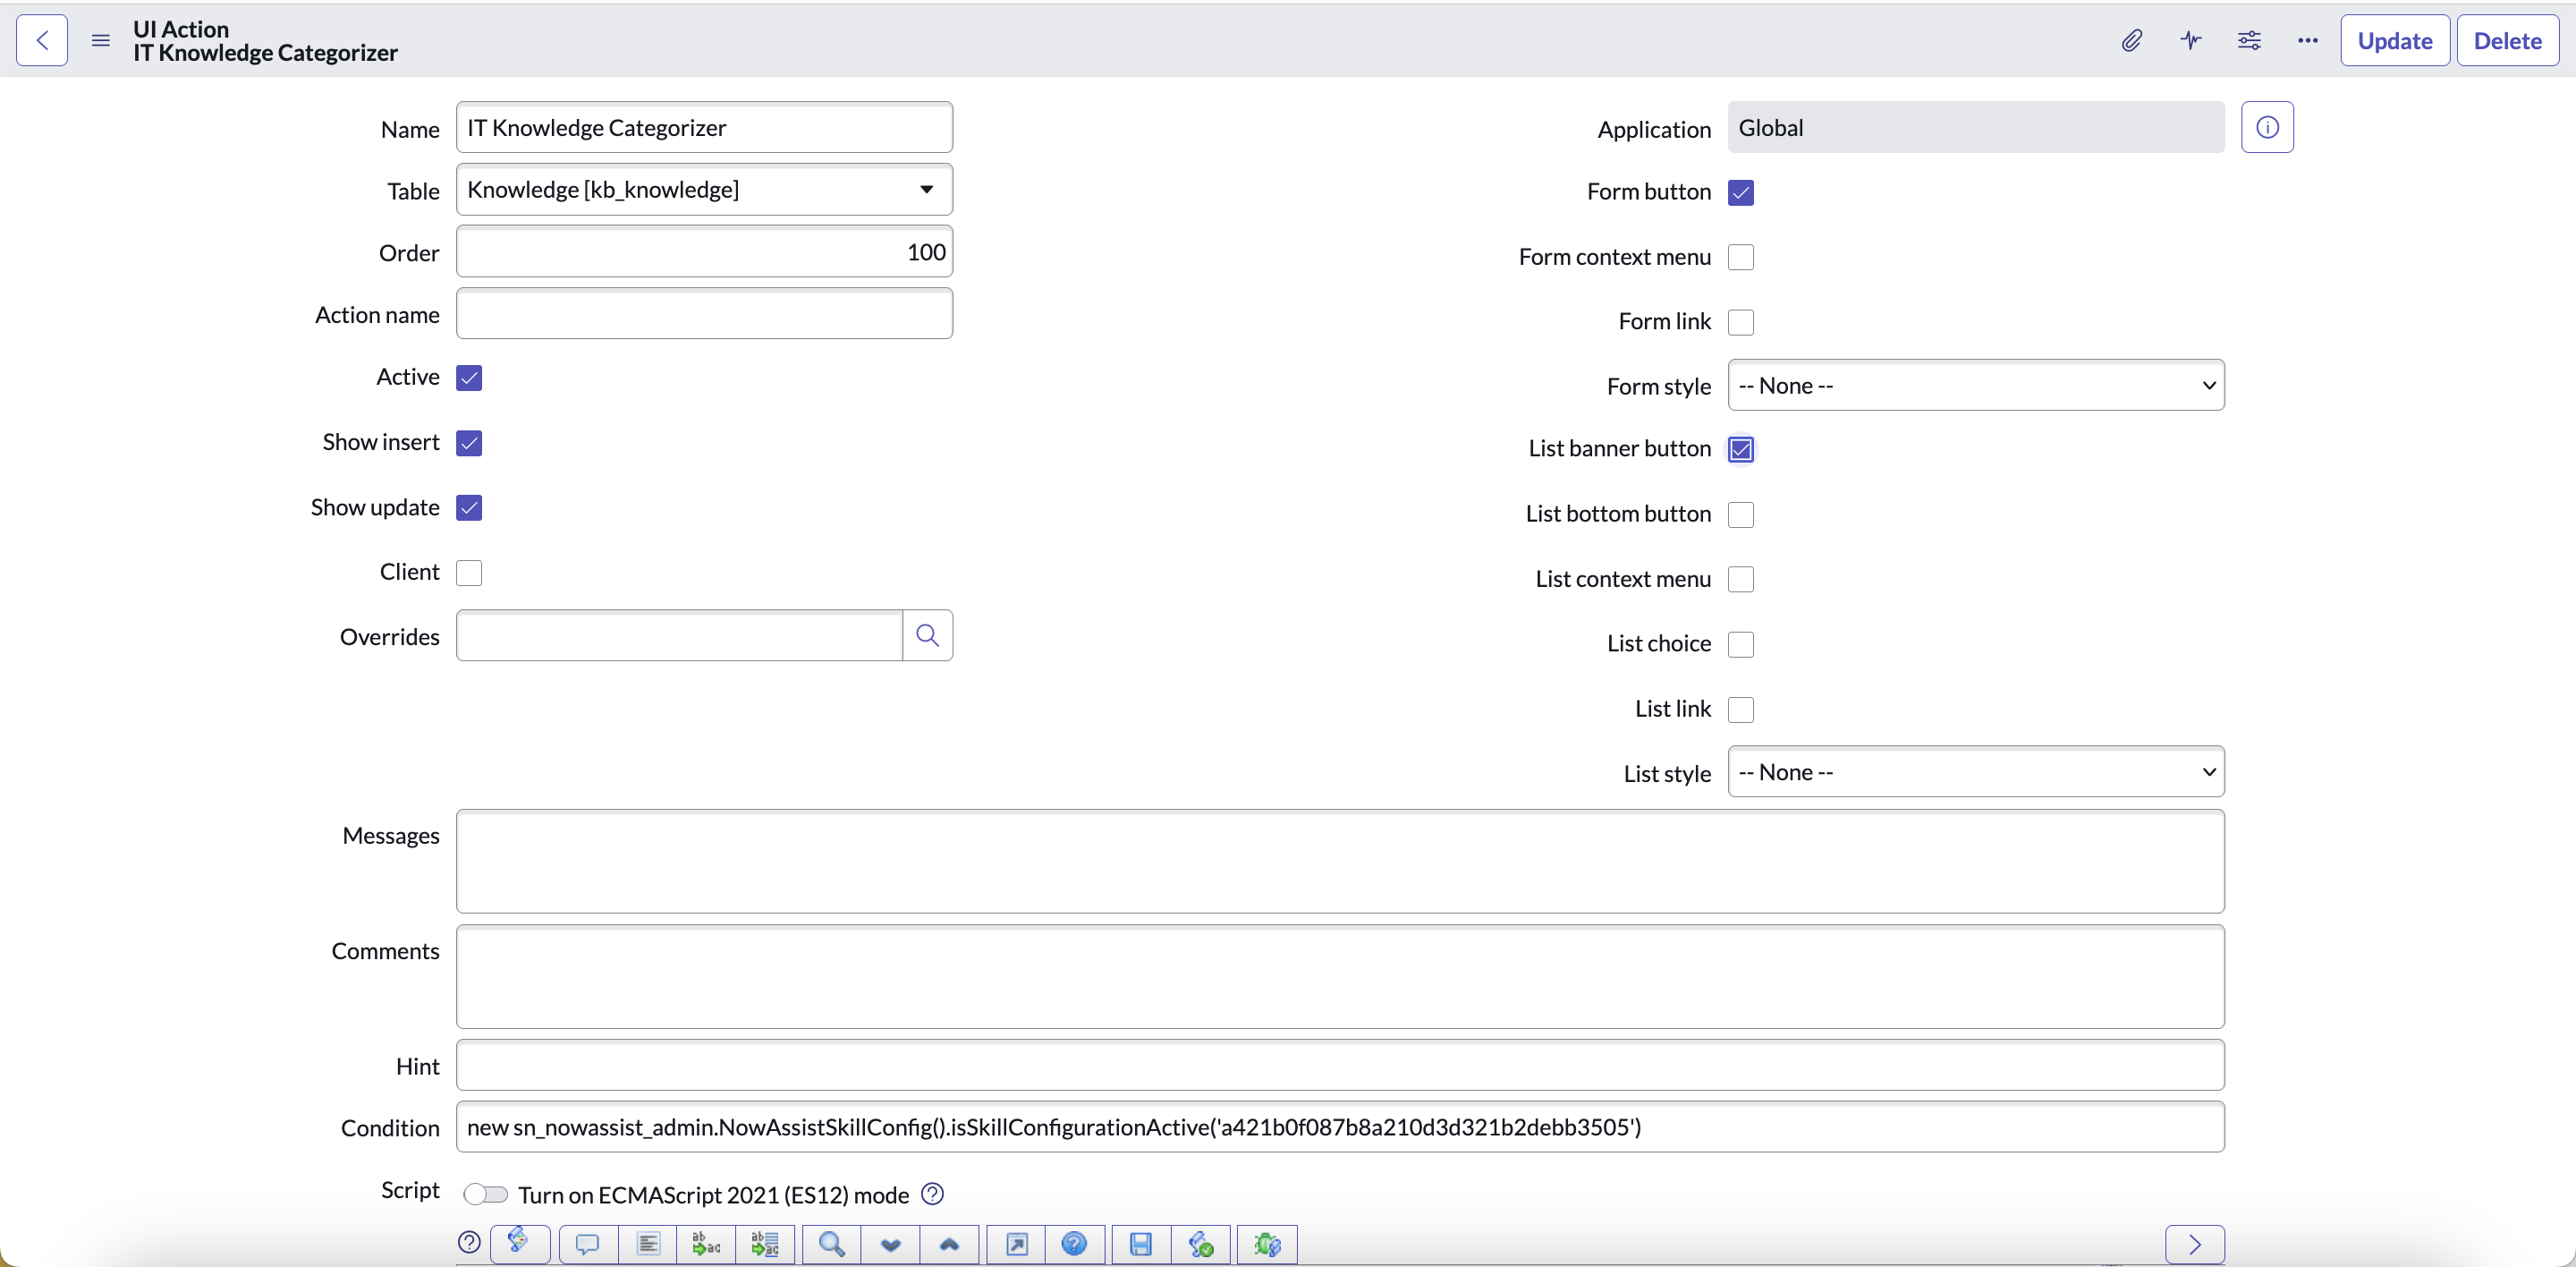 UI Action
IT Knowledge Categorizer
Update
Delete
Name
IT Knowledge Categorizer
Table
Knowledge [kb_knowledge]
Order
100
Action name
Active
Show insert
Show update
Client
Overrides
Application
Global
Form button
Form context menu
Form link
Form style
-- None --
List banner button
List bottom button
List context menu
List choice
List link
List style
-- None --
Messages
Comments
Hint
Condition
new sn_nowassist_admin.NowAssistSkillConfig().isSkillConfigurationActive('a421b0f087b8a210d3d321b2debb3505')
Script
Turn on ECMAScript 2021 (ES12) mode